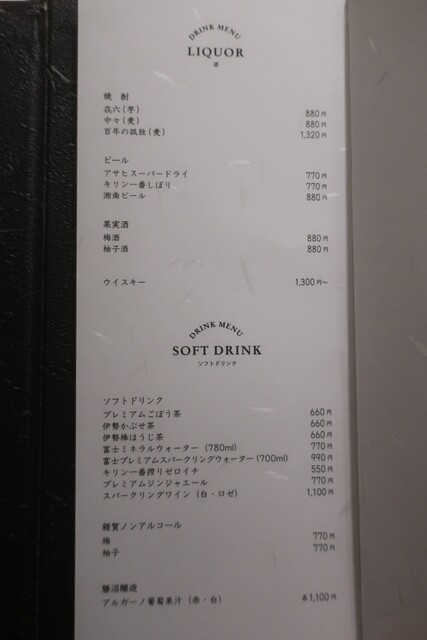 DRINK MENU
LIQUOR
酒
焼 酎
㐂六(芋) 880円
中々(麦) 880円
百年の孤独(麦) 1,320円
ビール
アサヒスーパードライ 770円
キリン一番しぼり 770円
湘南ビール 880円
果実酒
梅酒 880円
柚子酒 880円
ウイスキー 1,300円〜
DRINK MENU
SOFT DRINK
ソフトドリンク
ソフトドリンク
プレミアムごぼう茶 660円
伊勢かぶせ茶 660円
伊勢棒ほうじ茶 660円
富士ミネラルウォーター (780ml) 770円
富士プレミアムスパークリングウォーター(700ml) 990円
キリン一番搾りゼロイチ 550円
プレミアムジンジャエール 770円
スパークリングワイン (白・ロゼ) 1,100円
雑賀ノンアルコール
梅 770円
柚子 770円
勝沼醸造
アルガーノ葡萄果汁 (赤・白) 各1,100円